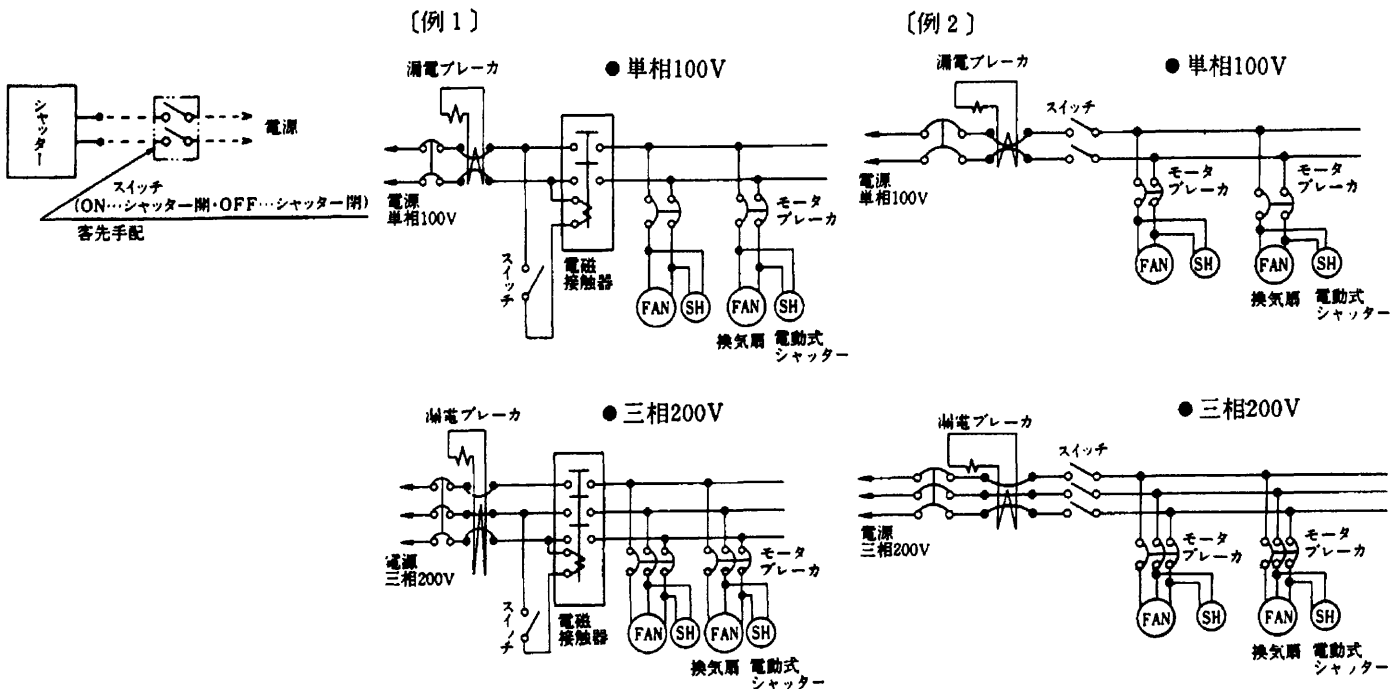 シャッター
電源
スイッチ
(ON…シャッター開・OFF…シャッター閉)
客先手配
〔例1〕
漏電ブレーカ
●単相100V
電源
単相100V
スイッチ
電磁
接触器
モータ
ブレーカ
FAN
SH
FAN
SH
換気扇
電動式
シャッター
〔例2〕
漏電ブレーカ
●単相100V
スイッチ
電源
単相100V
モータ
ブレーカ
モータ
ブレーカ
FAN
SH
FAN
SH
換気扇
電動式
シャッター
漏電ブレーカ
●三相200V
電源
三相200V
スイッチ
電磁
接触器
モータ
ブレーカ
FAN
SH
FAN
SH
換気扇
電動式
シャッター
漏電ブレーカ
●三相200V
スイッチ
電源
三相200V
モータ
ブレーカ
モータ
ブレーカ
FAN
SH
FAN
SH
換気扇
電動式
シャッター